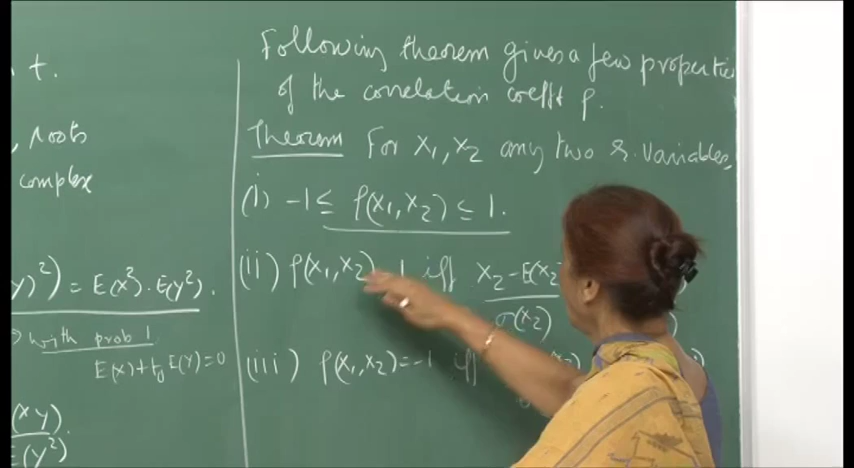 t.
, roots
complex
y)²) = E(x²) · E(y²).
with prob 1
E(x) + t₀ E(Y) = 0
(xy)
E(y²)
Following theorem gives a few propertie
of the correlation coefft ρ.
Theorem For X₁, X₂ any two r. variables,
(i) -1 ≤ ρ(X₁, X₂) ≤ 1.
(ii) ρ(X₁, X₂) 1 iff X₂ - E(X₂
σ(X₂)
(iii) ρ(X₁, X₂) = -1 iff